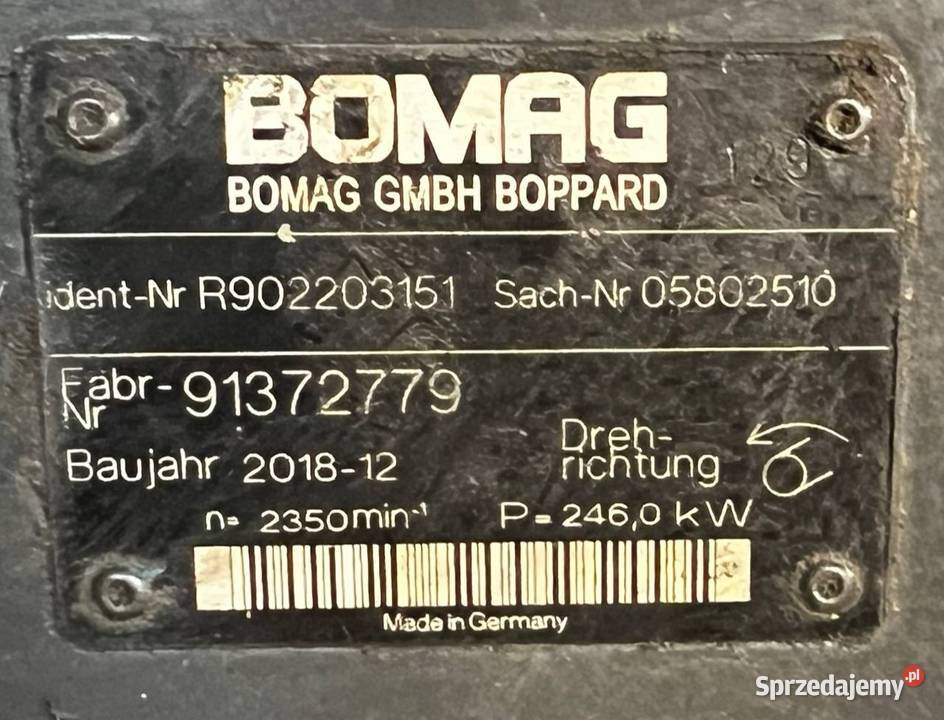 BOMAG
129
BOMAG GMBH BOPPARD
ident-Nr R902203151 Sach-Nr 05802510
Fabr-Nr 91372779
Baujahr 2018-12
Dreh-
richtung
n= 2350min-¹ P= 246,0 kW
Made in Germany
Sprzedajemy.pl